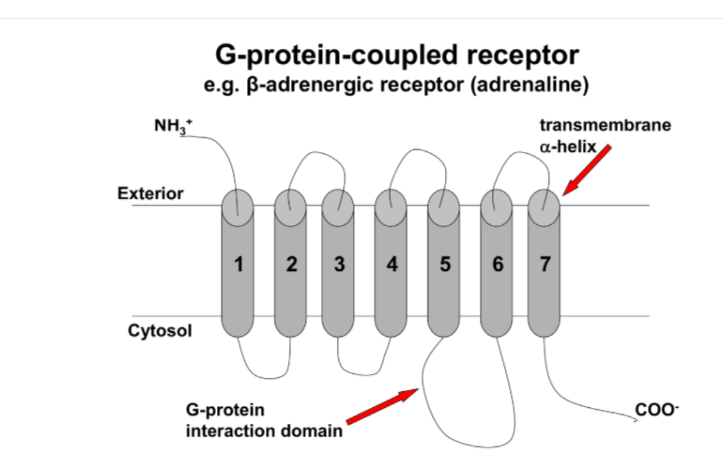 G-protein-coupled receptor
e.g. β-adrenergic receptor (adrenaline)
NH₃⁺
transmembrane
α-helix
Exterior
1 2 3 4 5 6 7
Cytosol
G-protein
interaction domain
COO⁻